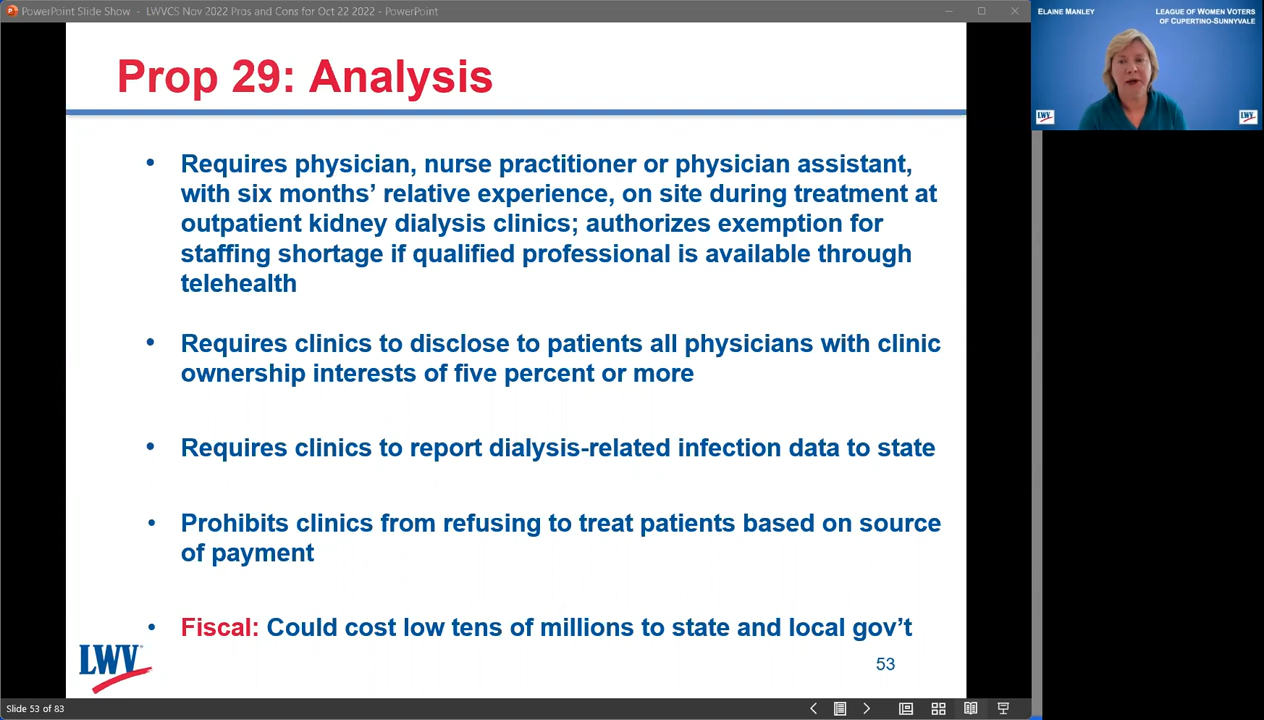 PowerPoint Slide Show - LWVCS Nov 2022 Pros and Cons for Oct 22 2022 - PowerPoint
ELAINE MANLEY
LEAGUE OF WOMEN VOTERS
OF CUPERTINO-SUNNYVALE
LWV
LWV
Prop 29: Analysis
• Requires physician, nurse practitioner or physician assistant,
with six months’ relative experience, on site during treatment at
outpatient kidney dialysis clinics; authorizes exemption for
staffing shortage if qualified professional is available through
telehealth
• Requires clinics to disclose to patients all physicians with clinic
ownership interests of five percent or more
• Requires clinics to report dialysis-related infection data to state
• Prohibits clinics from refusing to treat patients based on source
of payment
• Fiscal: Could cost low tens of millions to state and local gov’t
LWV
53
Slide 53 of 83